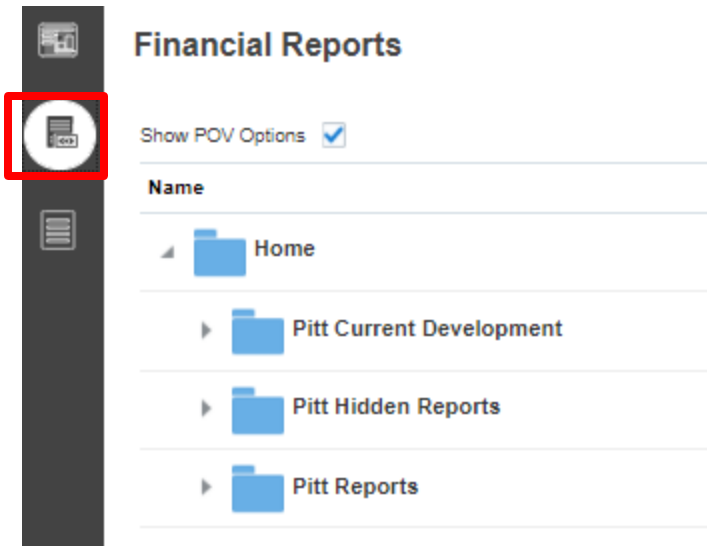 Financial Reports
Show POV Options
Name
Home
Pitt Current Development
Pitt Hidden Reports
Pitt Reports